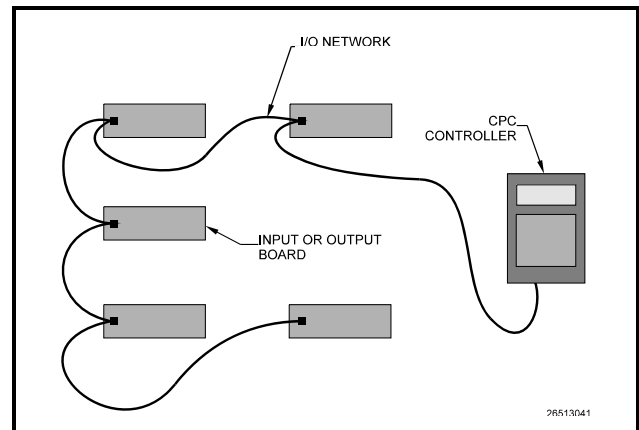 I/O NETWORK
CPC
CONTROLLER
INPUT OR OUTPUT
BOARD
26513041